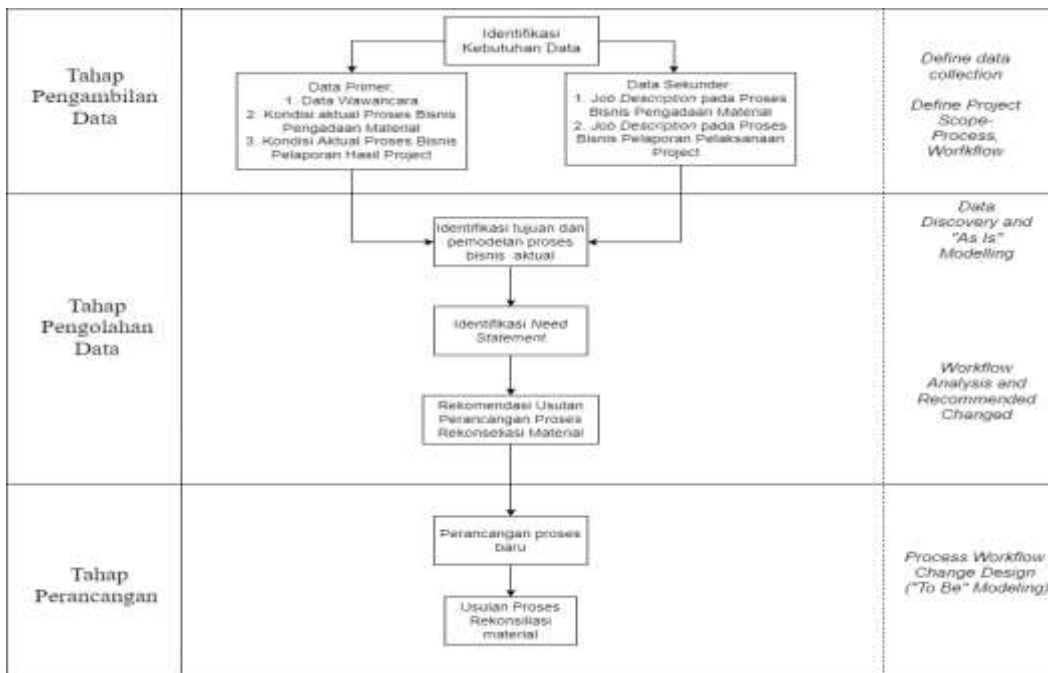 Tahap
Pengambilan
Data
Identifikasi
Kebutuhan Data
Data Primer:
1. Data Wawancara
2. Kondisi aktual Proses Bisnis
Pengadaan Material
3. Kondisi Aktual Proses Bisnis
Pelaporan Hasil Project
Data Sekunder:
1. Job Description pada Proses
Bisnis Pengadaan Material
2. Job Description pada Proses
Bisnis Pelaporan Pelaksanaan
Project
Define data
collection
Define Project
Scope-
Process,
Worfkflow
Tahap
Pengolahan
Data
Identifikasi tujuan dan
pemodelan proses
bisnis aktual
Identifikasi Need
Statement
Rekomendasi Usulan
Perancangan Proses
Rekonseliasi Material
Data
Discovery and
"As Is"
Modelling
Workflow
Analysis and
Recommended
Changed
Tahap
Perancangan
Perancangan proses
baru
Usulan Proses
Rekonsiliasi
material
Process Workflow
Change Design
("To Be" Modeling)